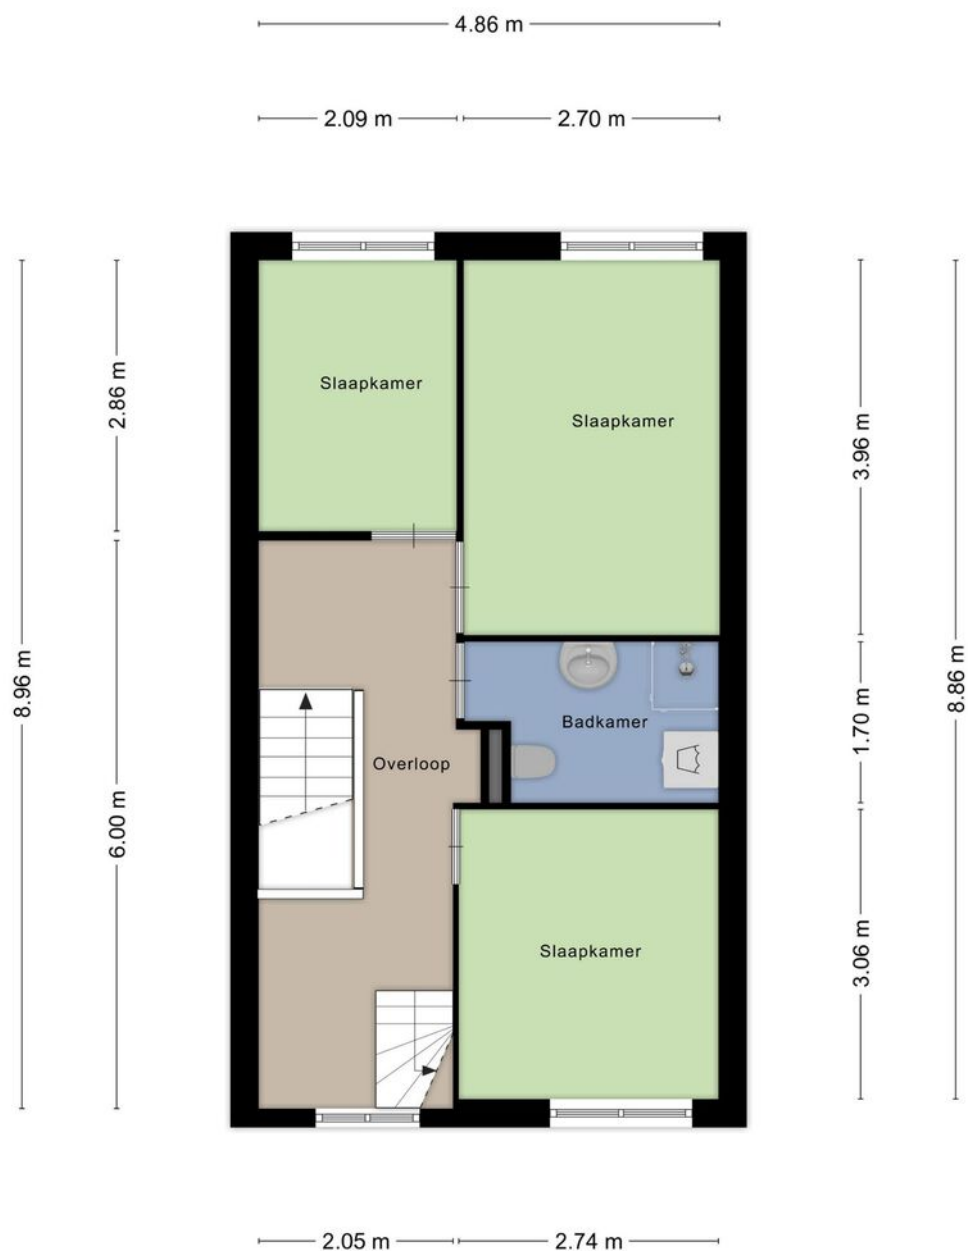 4.86 m
2.09 m
2.70 m
2.86 m
Slaapkamer
Slaapkamer
3.96 m
8.96 m
8.86 m
1.70 m
Badkamer
Overloop
6.00 m
3.06 m
Slaapkamer
2.05 m
2.74 m